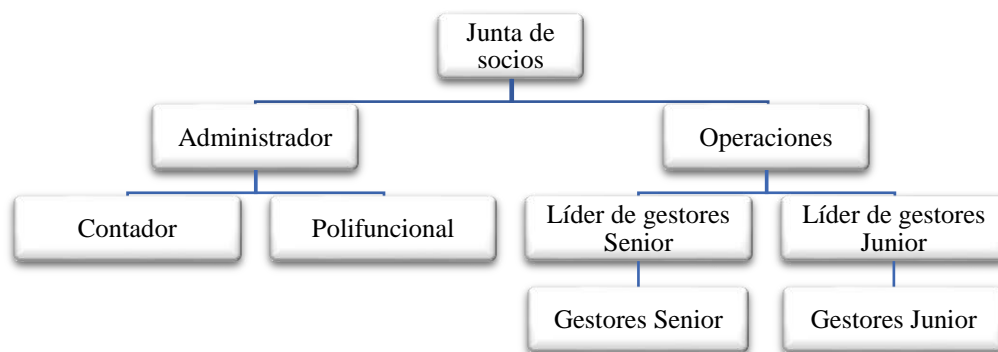 Junta de
socios
Administrador
Operaciones
Contador
Polifuncional
Líder de gestores
Senior
Líder de gestores
Junior
Gestores Senior
Gestores Junior